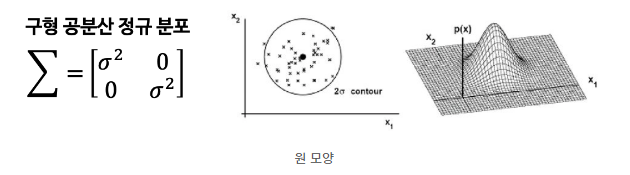 구형 공분산 정규 분포
∑ = [σ² 0
0 σ²]
x₂
2σ contour
x₁
p(x)
x₂
x₁
원 모양